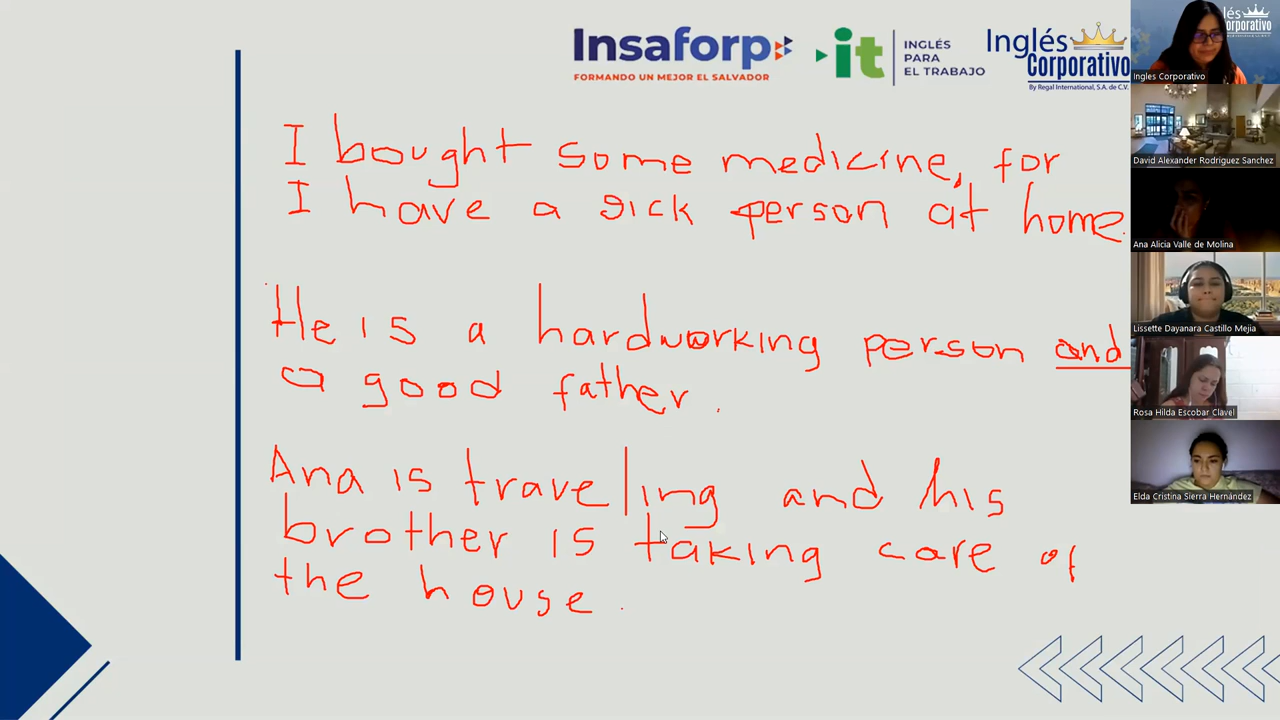 Insaforp
FORMANDO UN MEJOR EL SALVADOR
it
INGLÉS
PARA
EL TRABAJO
Inglés
Corporativo
By Regal International, S.A. de C.V.
I bought some medicine, for
I have a sick person at home.
He is a hardworking person and
a good father.
Ana is traveling and his
brother is taking care of
the house.
glés
orporativo
Ingles Corporativo
David Alexander Rodriguez Sanchez
Ana Alicia Valle de Molina
Lissette Dayanara Castillo Mejia
Rosa Hilda Escobar Clavel
Elda Cristina Sierra Hernández